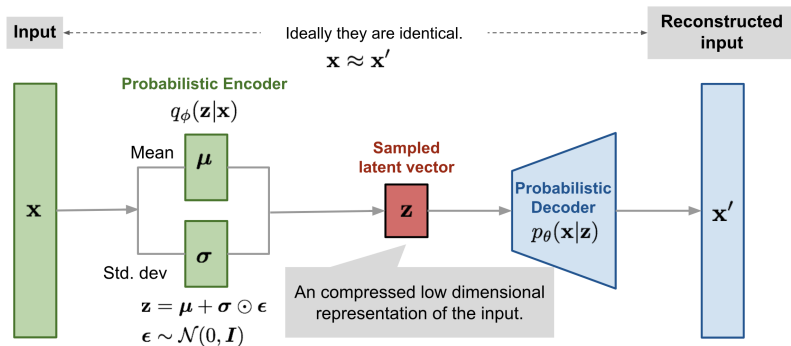 Input
Ideally they are identical.
x ≈ x′
Reconstructed
input
Probabilistic Encoder
qϕ(z|x)
Mean
μ
Sampled
latent vector
x
z
Probabilistic
Decoder
pθ(x|z)
x′
Std. dev
σ
z = μ + σ ⊙ ϵ
ϵ ∼ 𝒩(0, I)
An compressed low dimensional
representation of the input.